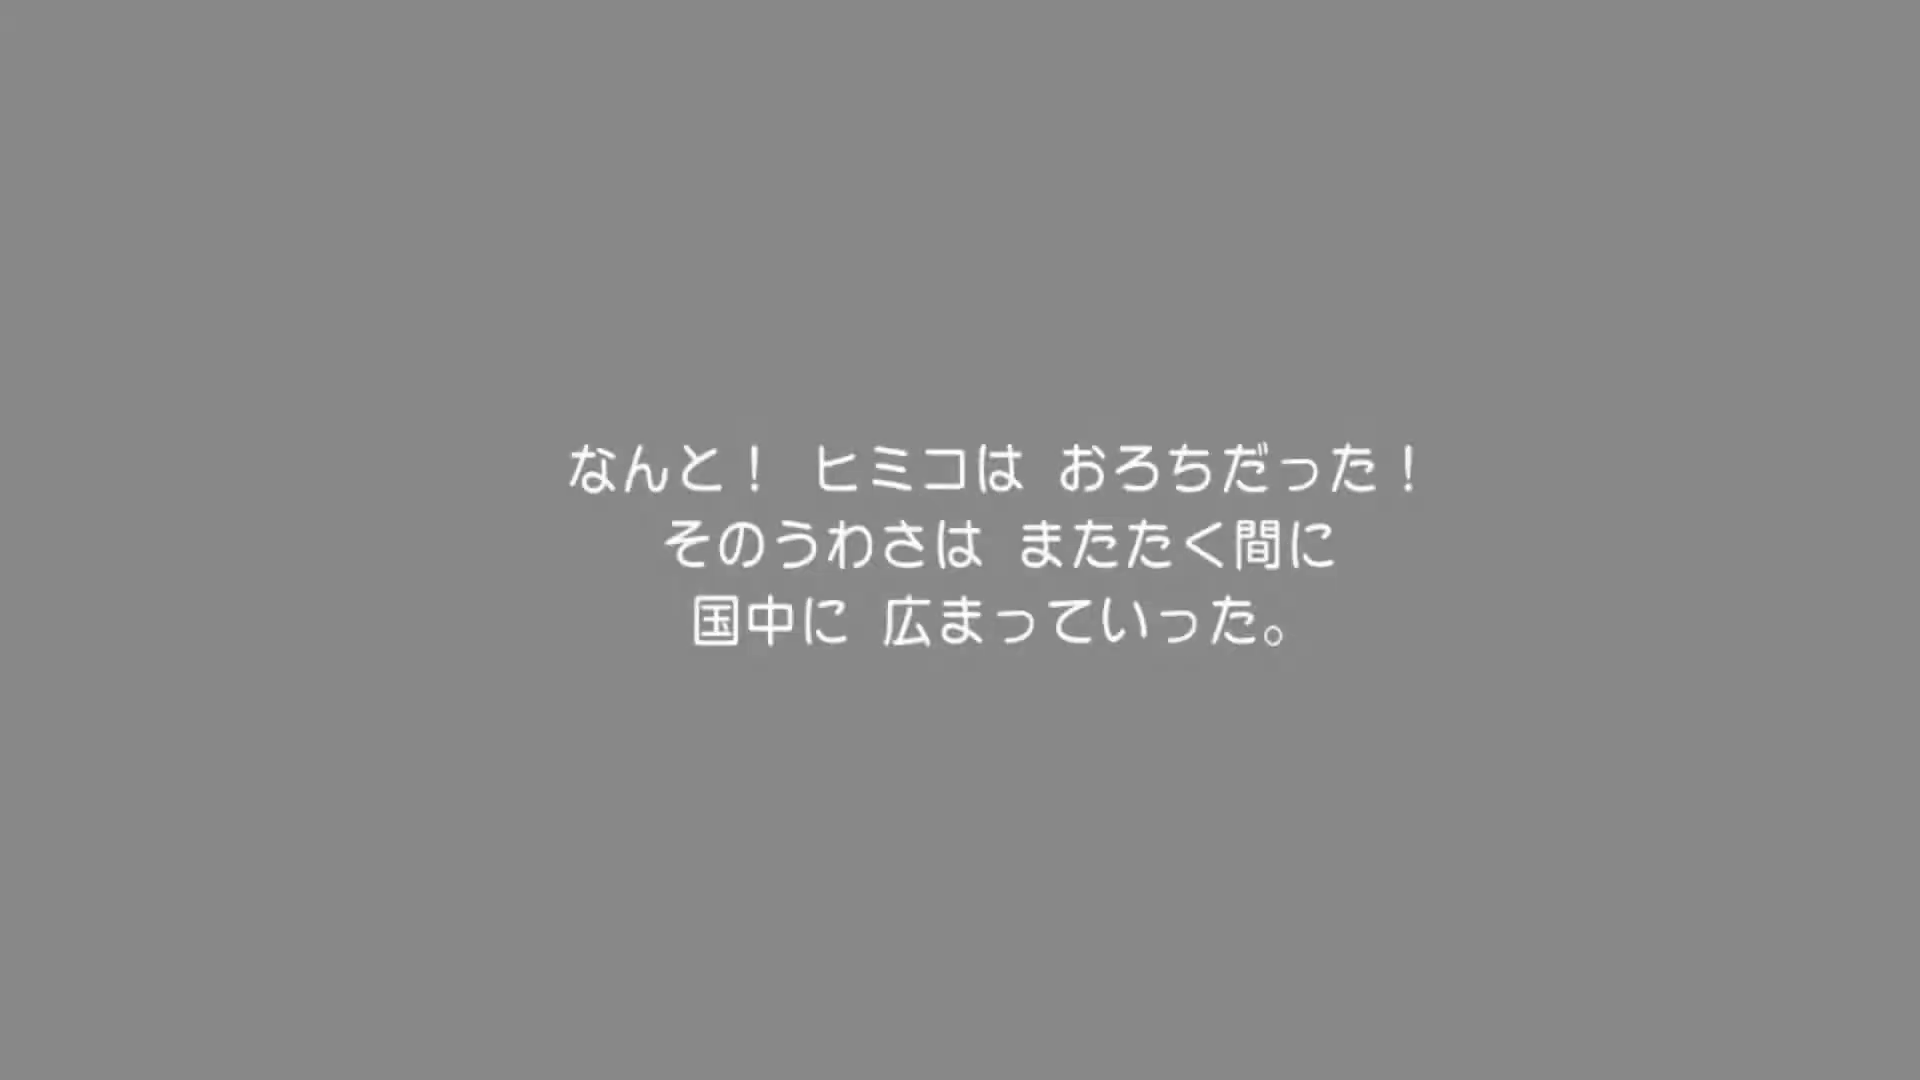 なんと！ ヒミコは おろちだった！
そのうわさは またたく間に
国中に 広まっていった。